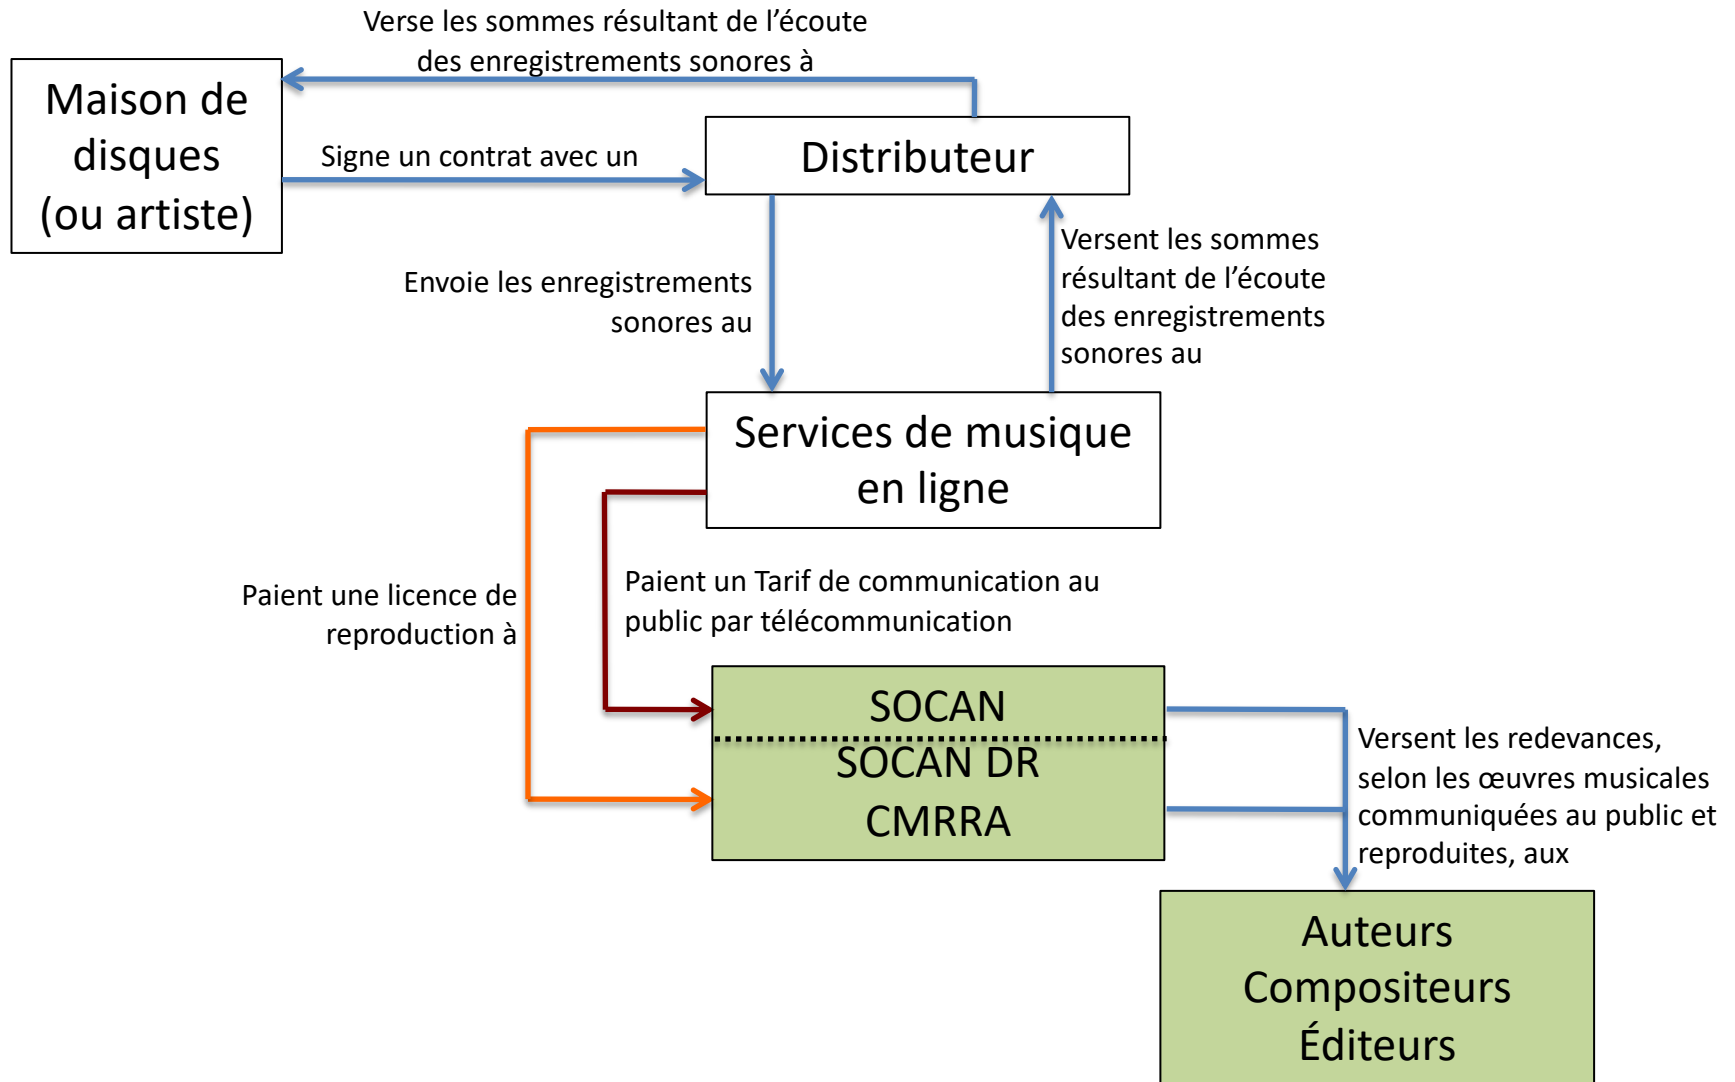 Verse les sommes résultant de l’écoute
des enregistrements sonores à
Maison de
disques
(ou artiste)
Signe un contrat avec un
Distributeur
Envoie les enregistrements
sonores au
Versent les sommes
résultant de l’écoute
des enregistrements
sonores au
Services de musique
en ligne
Paient une licence de
reproduction à
Paient un Tarif de communication au
public par télécommunication
SOCAN
SOCAN DR
CMRRA
Versent les redevances,
selon les œuvres musicales
communiquées au public et
reproduites, aux
Auteurs
Compositeurs
Éditeurs